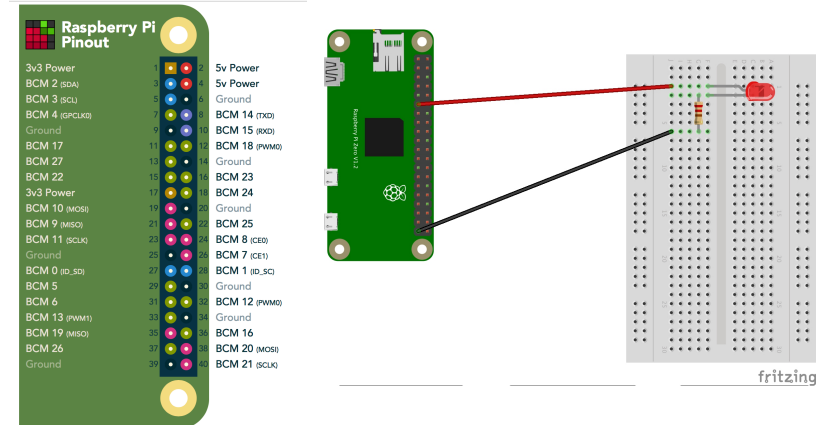 Raspberry Pi
Pinout
3v3 Power 1 2 5v Power
BCM 2 (SDA) 3 4 5v Power
BCM 3 (SCL) 5 6 Ground
BCM 4 (GPCLK0) 7 8 BCM 14 (TXD)
Ground 9 10 BCM 15 (RXD)
BCM 17 11 12 BCM 18 (PWM0)
BCM 27 13 14 Ground
BCM 22 15 16 BCM 23
3v3 Power 17 18 BCM 24
BCM 10 (MOSI) 19 20 Ground
BCM 9 (MISO) 21 22 BCM 25
BCM 11 (SCLK) 23 24 BCM 8 (CE0)
Ground 25 26 BCM 7 (CE1)
BCM 0 (ID_SD) 27 28 BCM 1 (ID_SC)
BCM 5 29 30 Ground
BCM 6 31 32 BCM 12 (PWM0)
BCM 13 (PWM1) 33 34 Ground
BCM 19 (MISO) 35 36 BCM 16
BCM 26 37 38 BCM 20 (MOSI)
Ground 39 40 BCM 21 (SCLK)
Raspberry Pi Zero V1.2
fritzing